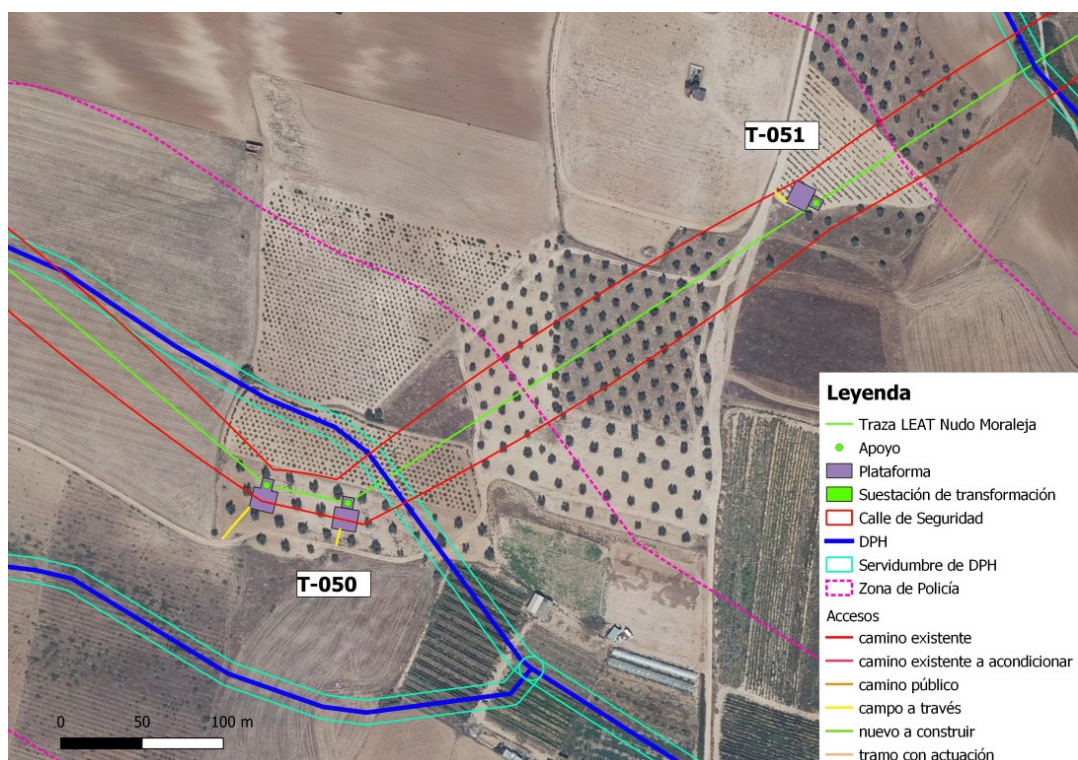 T-051
T-050
0 50 100 m
Leyenda
Traza LEAT Nudo Moraleja
Apoyo
Plataforma
Suestación de transformación
Calle de Seguridad
DPH
Servidumbre de DPH
Zona de Policía
Accesos
camino existente
camino existente a acondicionar
camino público
campo a través
nuevo a construir
tramo con actuación